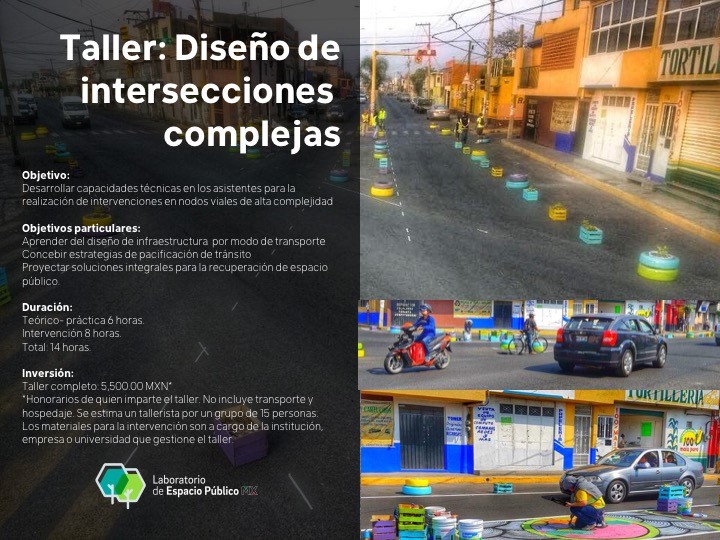 Taller: Diseño de
intersecciones
complejas
Objetivo:
Desarrollar capacidades técnicas en los asistentes para la
realización de intervenciones en nodos viales de alta complejidad
Objetivos particulares:
Aprender del diseño de infraestructura por modo de transporte
Concebir estrategias de pacificación de tránsito
Proyectar soluciones integrales para la recuperación de espacio
público.
Duración:
Teórico- práctica 6 horas.
Intervención 8 horas.
Total: 14 horas.
Inversión:
Taller completo: 5,500.00 MXN*
*Honorarios de quien imparte el taller. No incluye transporte y
hospedaje. Se estima un tallerista por un grupo de 15 personas.
Los materiales para la intervención son a cargo de la institución,
empresa o universidad que gestione el taller.
Laboratorio
de Espacio Público MX
TORTILL
TORTILLERIA
VENTA
100%